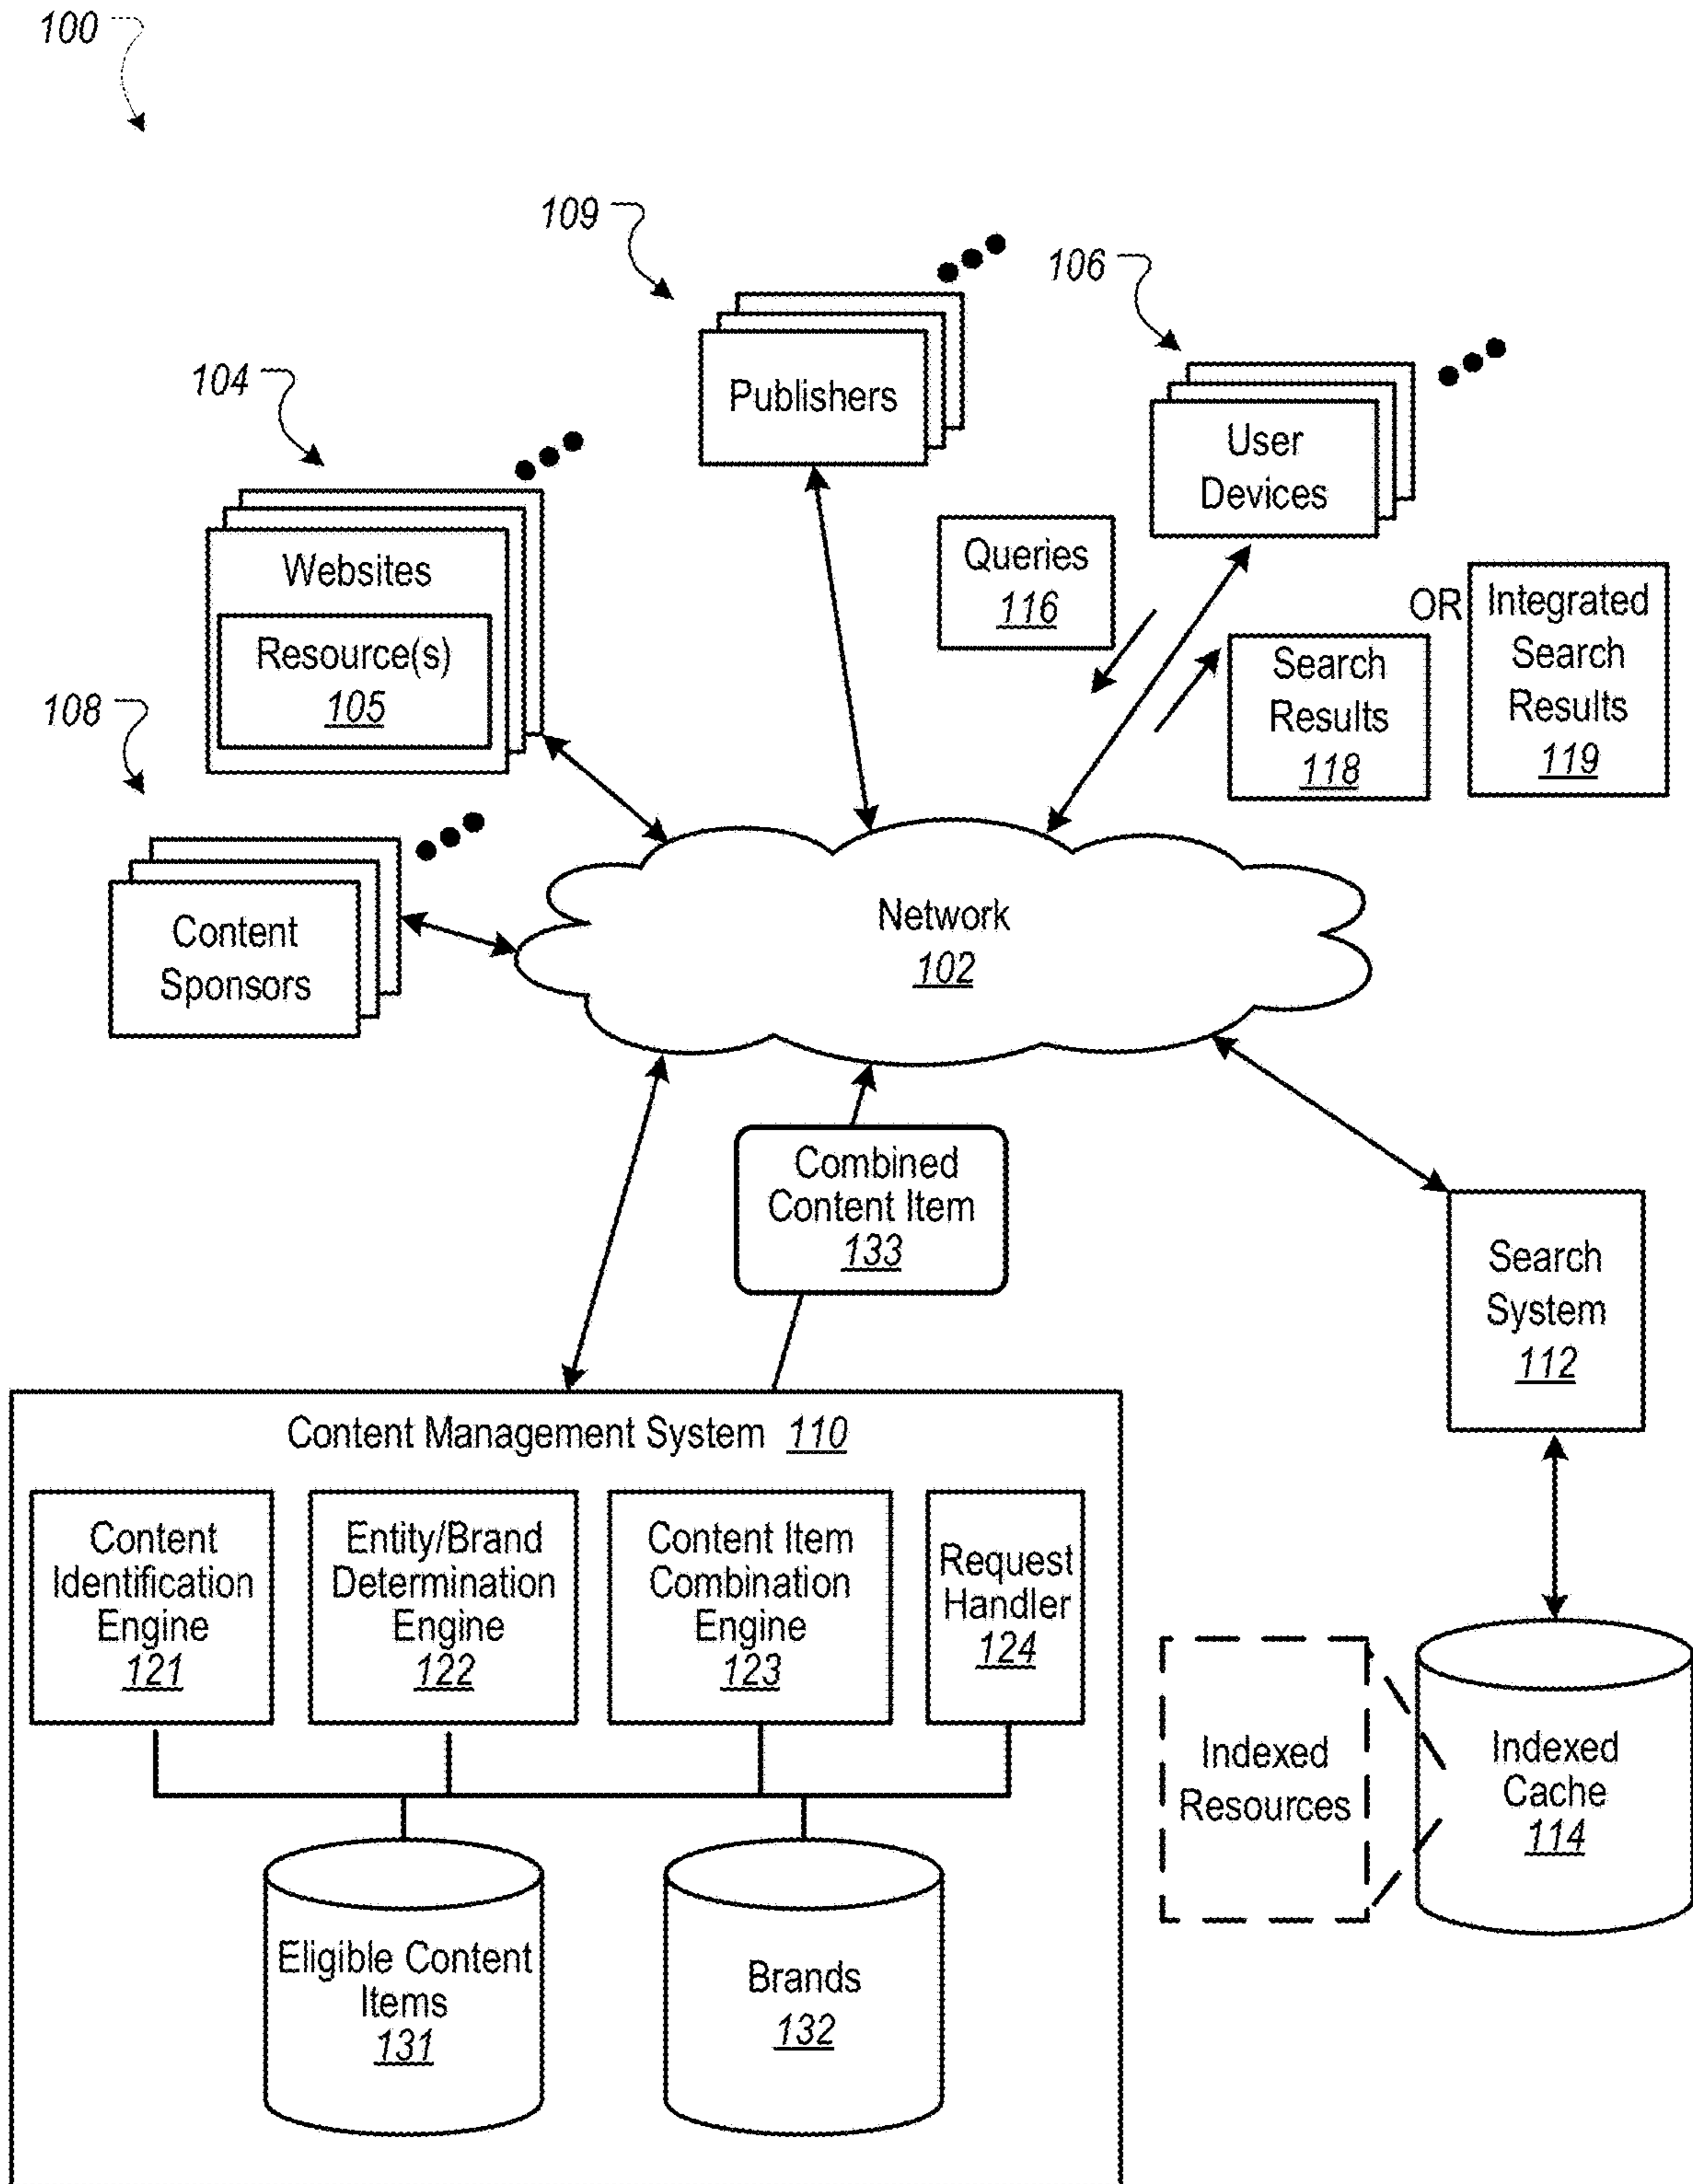 100
109
Publishers
106
User
Devices
104
Websites
Resource(s)
105
Queries
116
Search
Results
118
OR
Integrated
Search
Results
119
108
Content
Sponsors
Network
102
Combined
Content Item
133
Search
System
112
Content Management System 110
Content
Identification
Engine
121
Entity/Brand
Determination
Engine
122
Content Item
Combination
Engine
123
Request
Handler
124
Indexed
Resources
Indexed
Cache
114
Eligible Content
Items
131
Brands
132